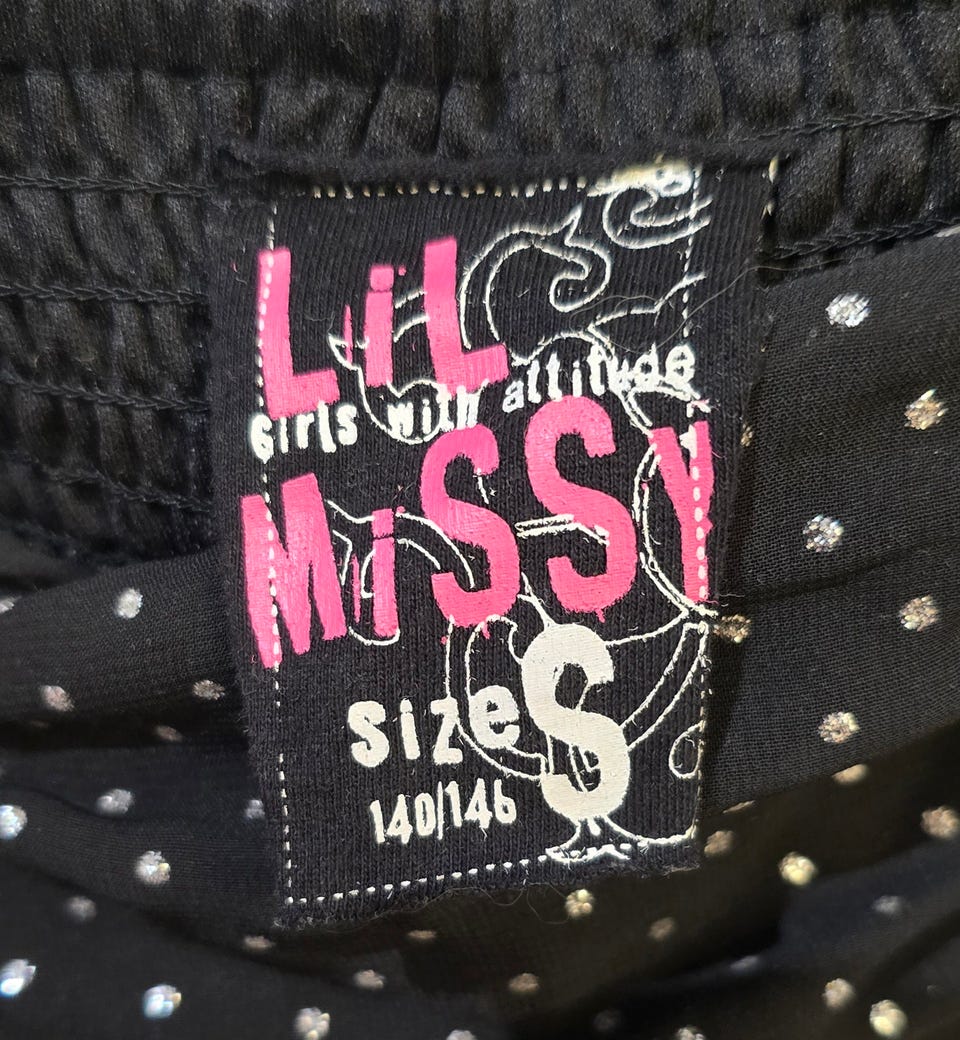 LiL
Girls with attitude
MiSSY
size S
140/146